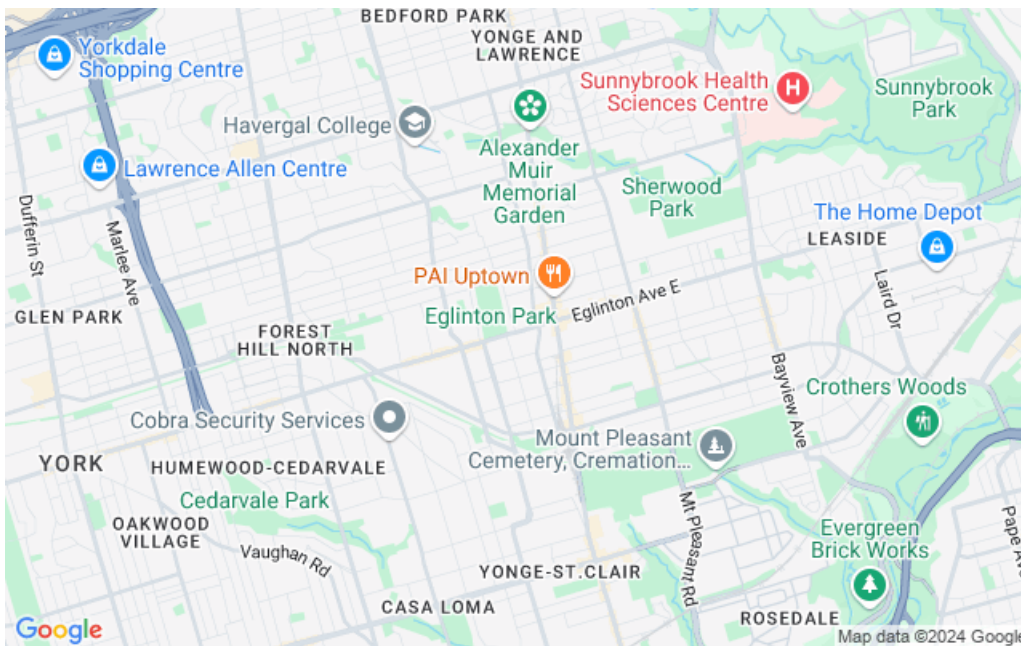 BEDFORD PARK
YONGE AND
LAWRENCE
Yorkdale
Shopping Centre
Sunnybrook Health
Sciences Centre
H
Sunnybrook
Park
Havergal College
Alexander
Muir
Memorial
Garden
Lawrence Allen Centre
Sherwood
Park
Dufferin St
Marlee Ave
The Home Depot
LEASIDE
PAI Uptown
Eglinton Ave E
Laird Dr
GLEN PARK
Eglinton Park
FOREST
HILL NORTH
Bayview Ave
Crothers Woods
Cobra Security Services
Mount Pleasant
Cemetery, Cremation...
YORK
HUMEWOOD-CEDARVALE
Cedarvale Park
Mt Pleasant Rd
OAKWOOD
VILLAGE
Vaughan Rd
Evergreen
Brick Works
Pape Av
YONGE-ST.CLAIR
CASA LOMA
ROSEDALE
Google
Map data ©2024 Google